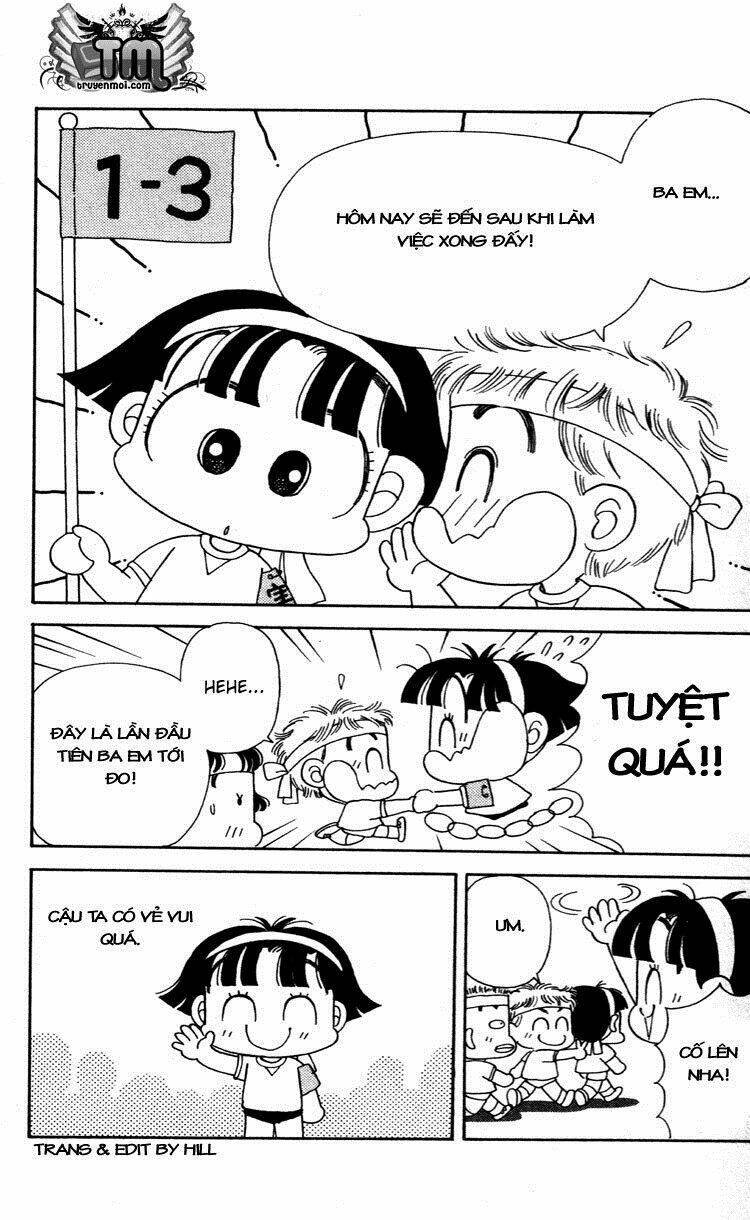 TM
truyenmoi.com
1-3
BA EM...
HÔM NAY SẼ ĐẾN SAU KHI LÀM
VIỆC XONG ĐẤY!
HEHE...
ĐÂY LÀ LẦN ĐẦU
TIÊN BA EM TỚI
ĐO!
TUYỆT
QUÁ!!
CẬU TA CÓ VẺ VUI
QUÁ.
ƯM.
CỐ LÊN
NHA!
TRANS & EDIT BY HILL